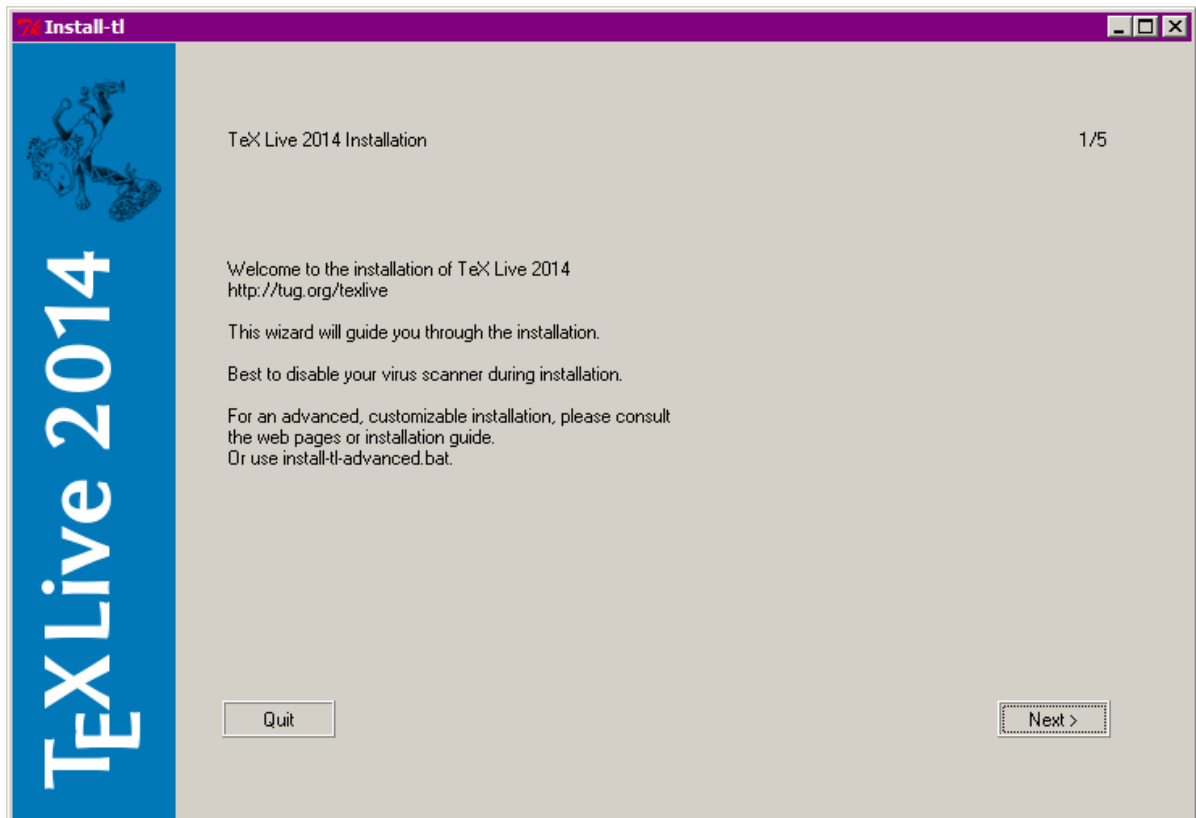 Install-tl
TeX Live 2014 Installation
1/5
Welcome to the installation of TeX Live 2014
http://tug.org/texlive
This wizard will guide you through the installation.
Best to disable your virus scanner during installation.
For an advanced, customizable installation, please consult
the web pages or installation guide.
Or use install-tl-advanced.bat.
Quit
Next >
TEX Live 2014